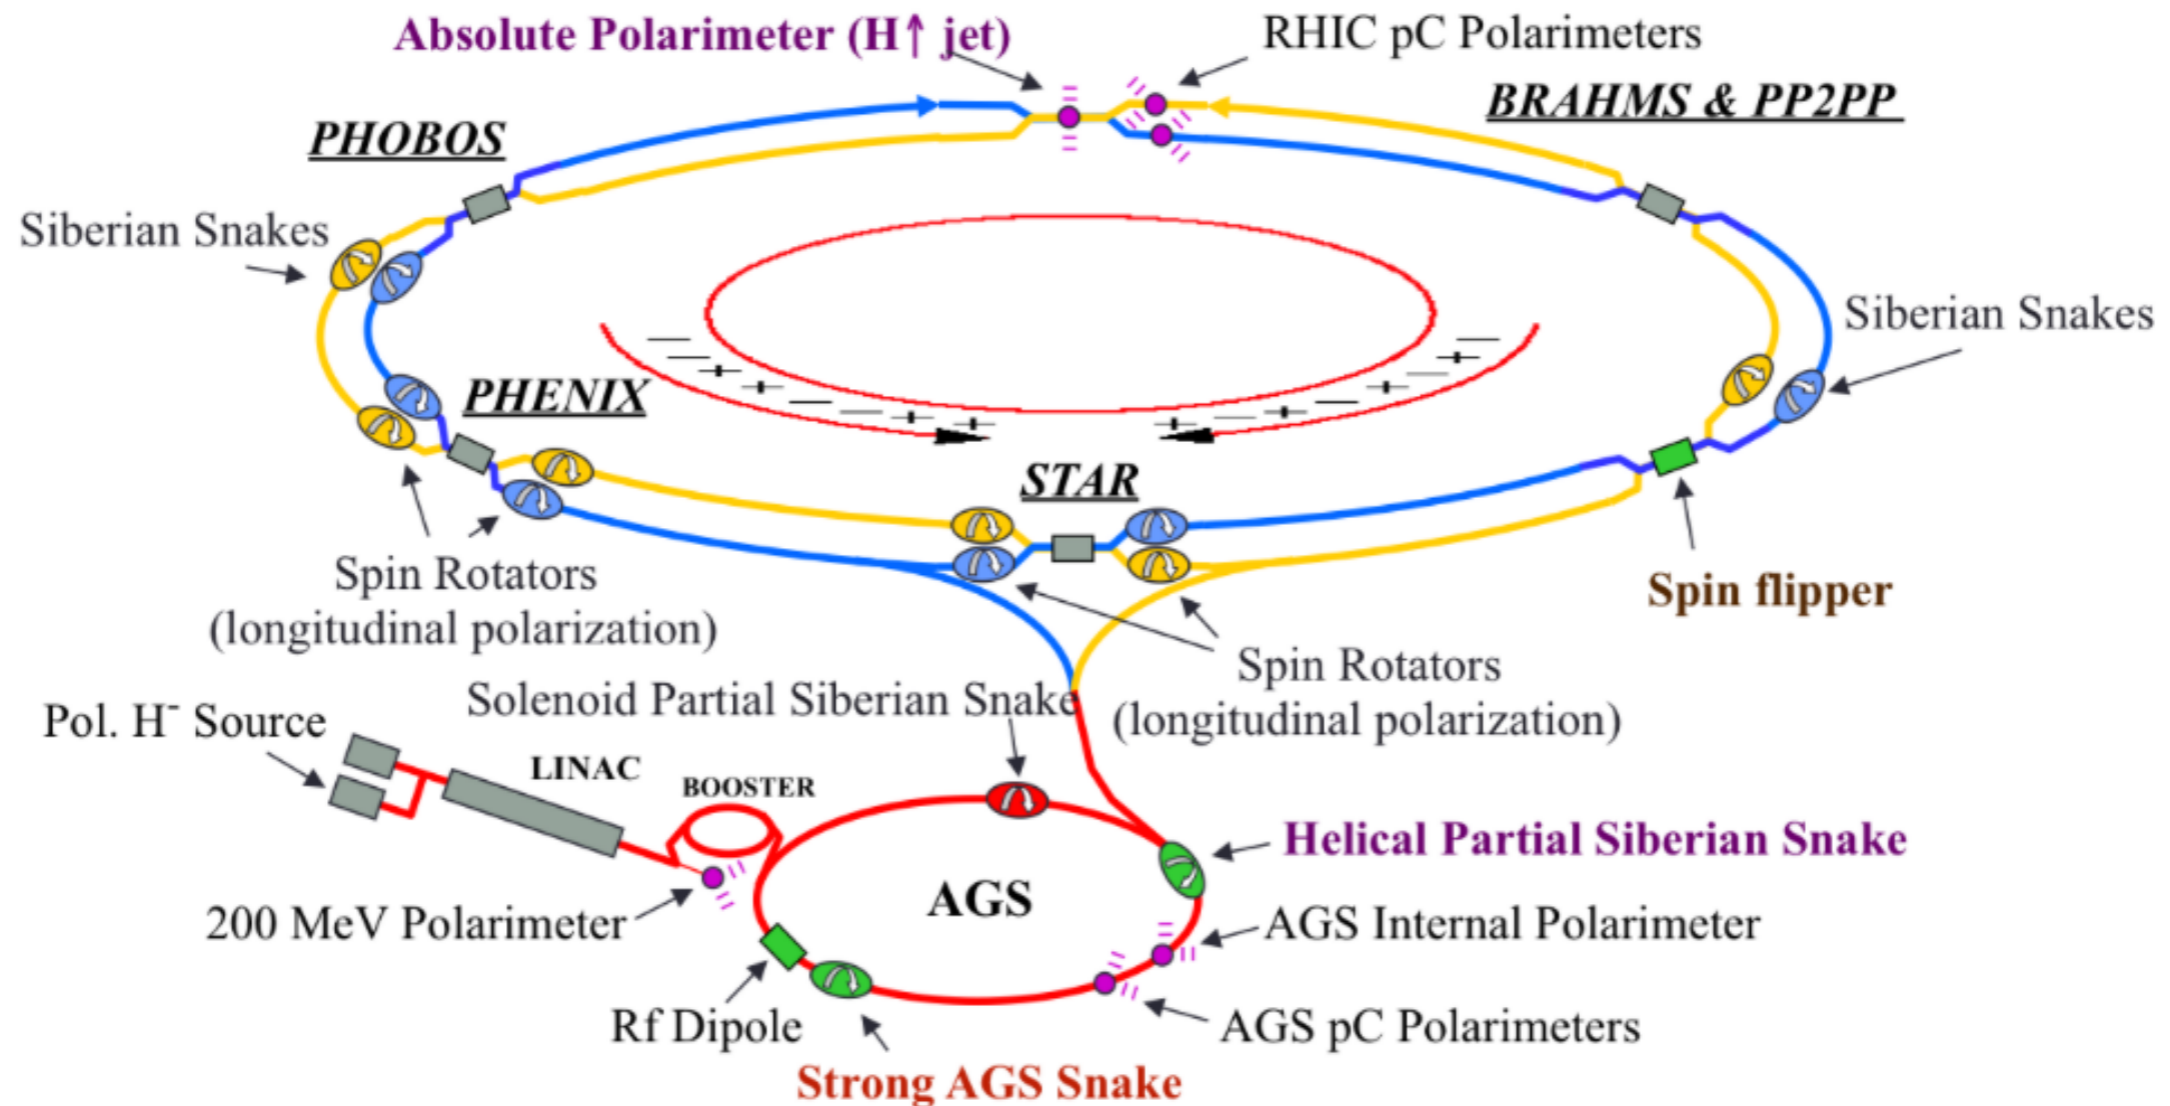 Absolute Polarimeter (H↑ jet)
RHIC pC Polarimeters
BRAHMS & PP2PP
PHOBOS
Siberian Snakes
Siberian Snakes
PHENIX
STAR
Spin Rotators
(longitudinal polarization)
Spin flipper
Spin Rotators
(longitudinal polarization)
Solenoid Partial Siberian Snake
Pol. H⁻ Source
LINAC
BOOSTER
Helical Partial Siberian Snake
AGS
200 MeV Polarimeter
AGS Internal Polarimeter
Rf Dipole
AGS pC Polarimeters
Strong AGS Snake